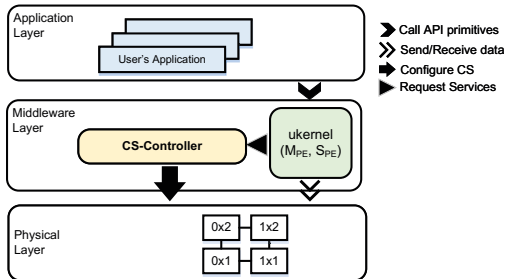 Application
Layer
User's Application
Call API primitives
Send/Receive data
Configure CS
Request Services
Middleware
Layer
CS-Controller
ukernel
(MPE, SPE)
Physical
Layer
0x2
1x2
0x1
1x1